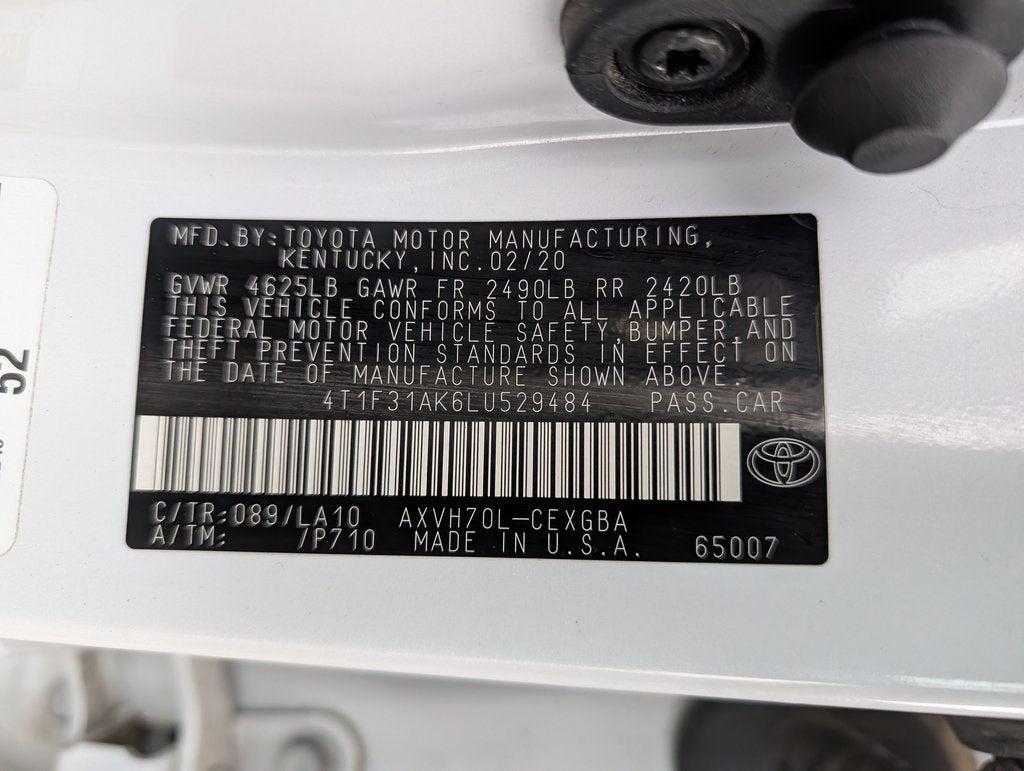 MFD.BY:TOYOTA MOTOR MANUFACTURING,
KENTUCKY,INC.02/20
GVWR 4625LB GAWR FR 2490LB RR 2420LB
THIS VEHICLE CONFORMS TO ALL APPLICABLE
FEDERAL MOTOR VEHICLE SAFETY,BUMPER,AND
THEFT PREVENTION STANDARDS IN EFFECT ON
THE DATE OF MANUFACTURE SHOWN ABOVE.
4T1F31AK6LU529484 PASS.CAR
C/TR:089/LA10 AXVH70L-CEXGBA
A/TM: /P710 MADE IN U.S.A. 65007
52